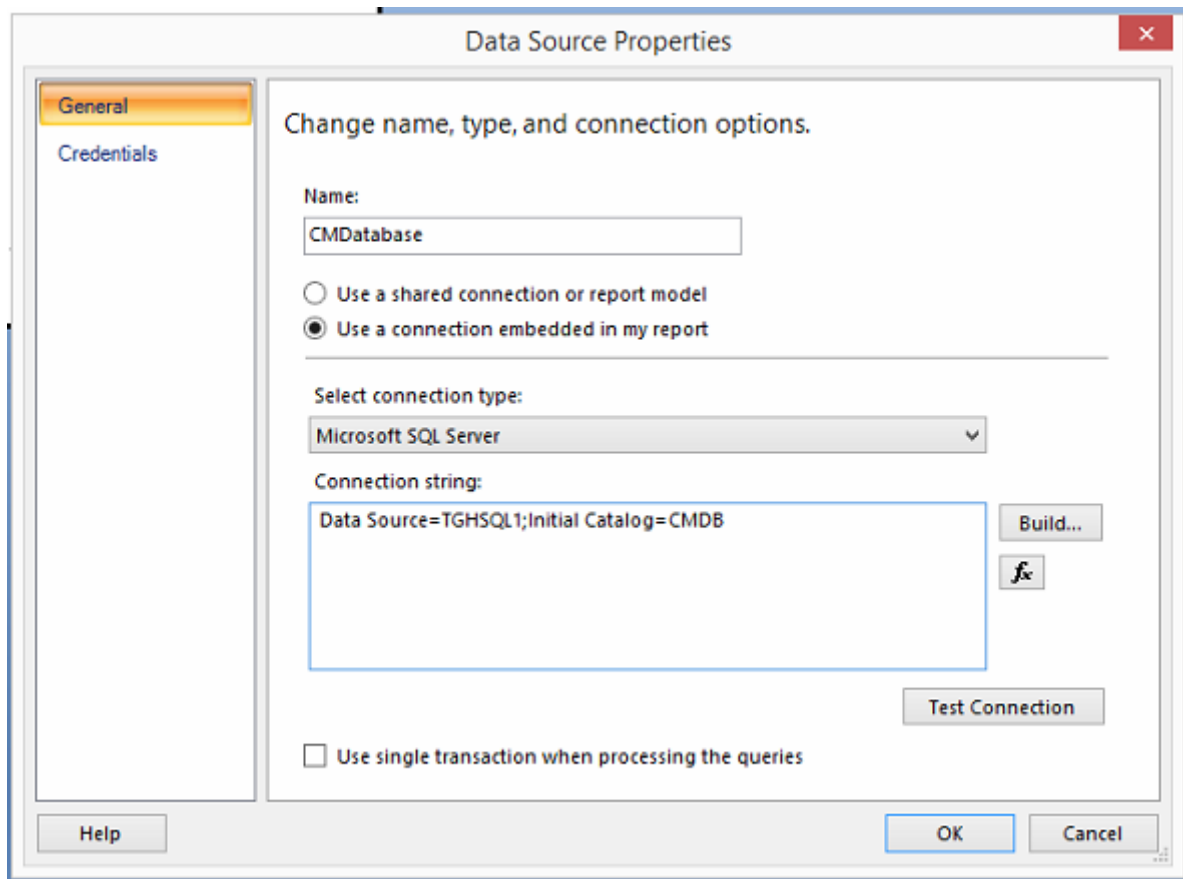 Data Source Properties
General
Credentials
Change name, type, and connection options.
Name:
CMDatabase
Use a shared connection or report model
Use a connection embedded in my report
Select connection type:
Microsoft SQL Server
Connection string:
Data Source=TGHSQL1;Initial Catalog=CMDB
Build...
fx
Test Connection
Use single transaction when processing the queries
Help
OK
Cancel